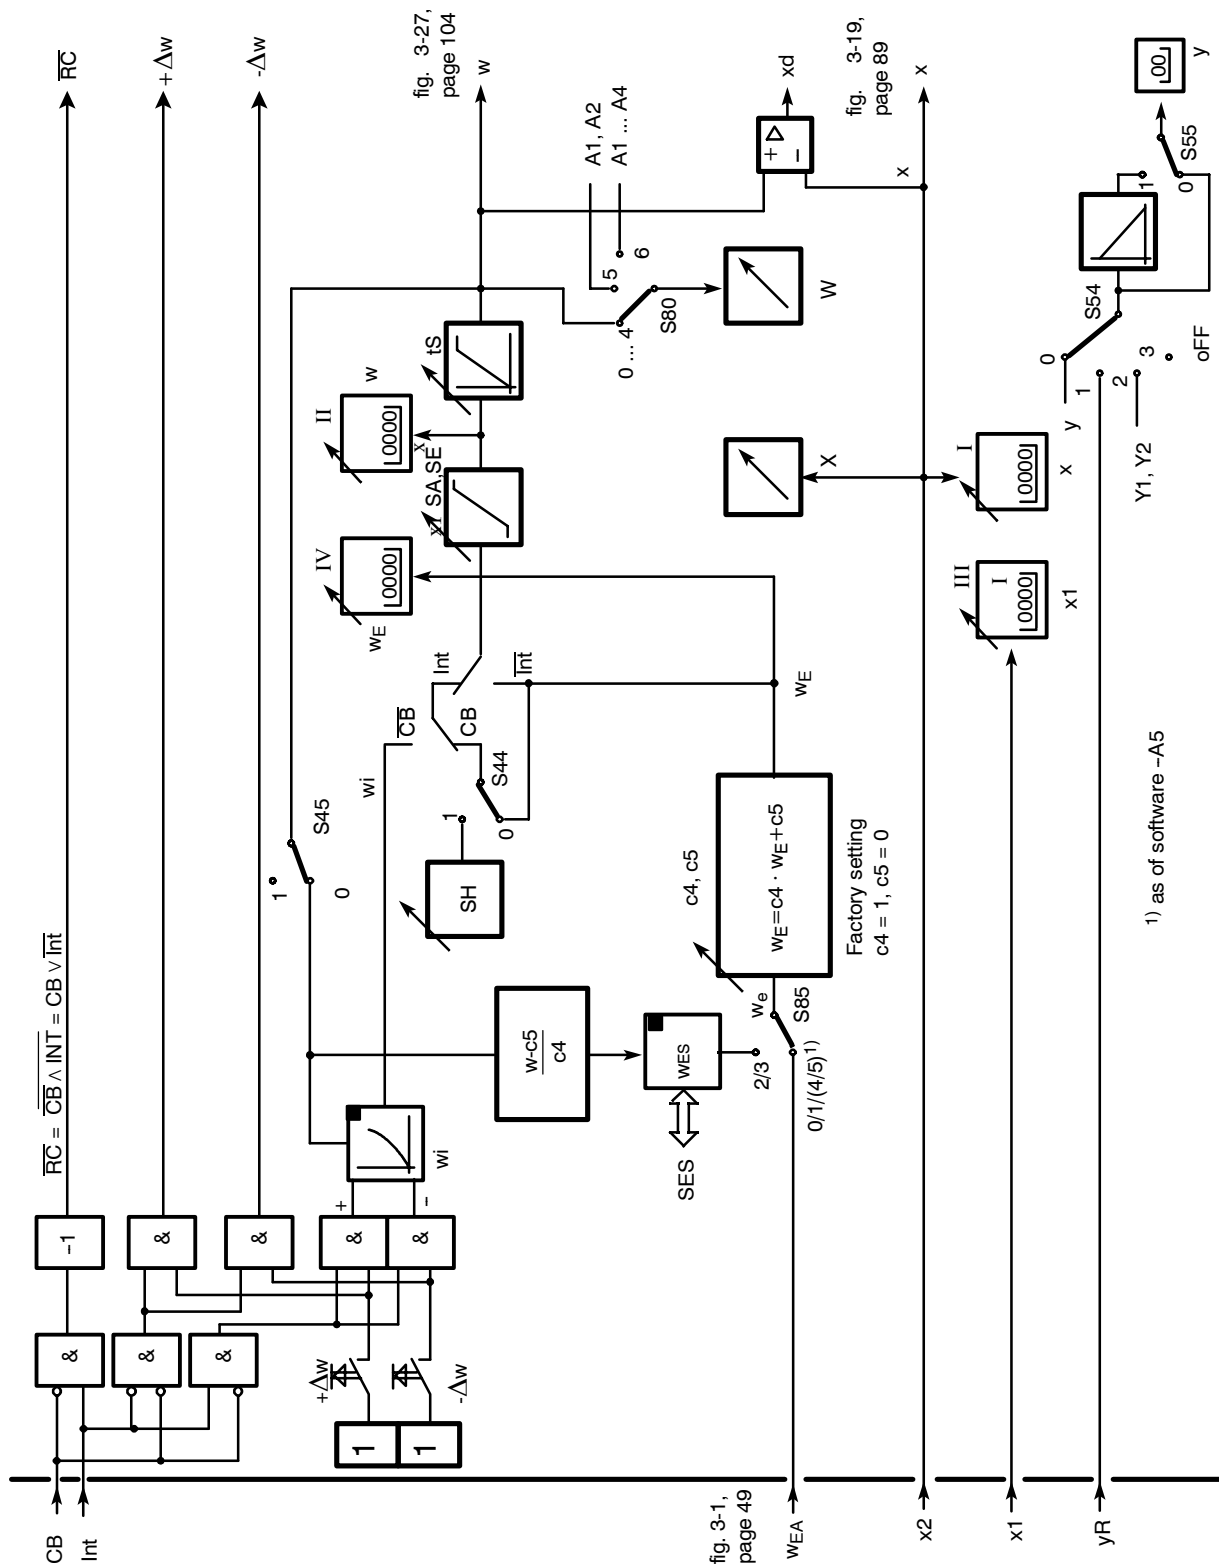 CB
Int
RC = CB ∧ INT = CB ∨ Int
RC
&
&
&
–1
&
&
+Δw
-Δw
+Δw
-Δw
1
1
&
&
+
–
wi
S45
1
0
wi
CB
CB
Int
Int
S44
1
0
SH
w-c5
c4
WES
SES
2/3
0/1/(4/5)1)
we
S85
c4, c5
wE=c4 · wE+c5
Factory setting
c4 = 1, c5 = 0
wE
IV
0000
wE
x1
SA,SE
II
0000
w
x
tS
fig. 3-27,
page 104
w
A1, A2
A1 ... A4
0 ... 4
5
6
S80
W
+
–
xd
X
x
fig. 3-19,
page 89
x
fig. 3-1,
page 49
wEA
x2
x1
yR
III
I
0000
x1
I
0000
x
y
0
1
2
3
Y1, Y2
oFF
S54
1
0
S55
00
y
1) as of software –A5